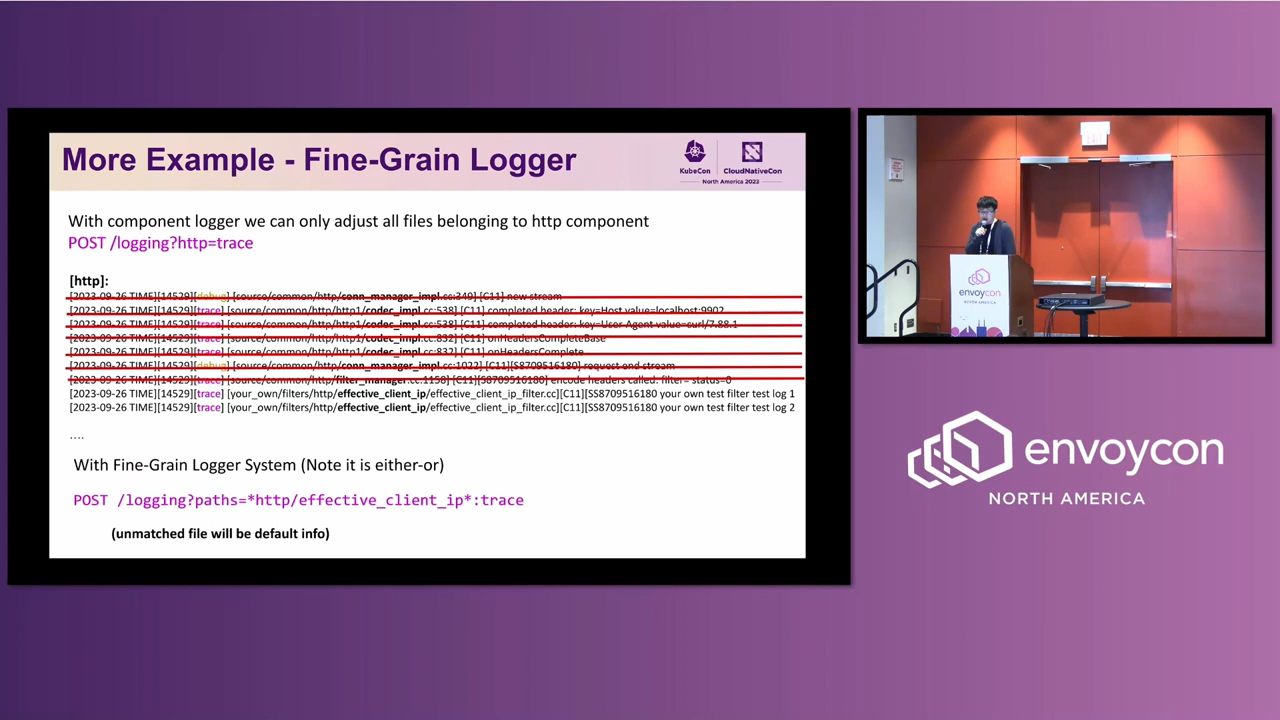 More Example - Fine-Grain Logger
KubeCon
CloudNativeCon
North America 2023
With component logger we can only adjust all files belonging to http component
POST /logging?http=trace
[http]:
[2023-09-26 TIME][14529][debug] [source/common/http/conn_manager_impl.cc:349] [C11] new stream
[2023-09-26 TIME][14529][trace] [source/common/http/http1/codec_impl.cc:538] [C11] completed header: key=Host value=localhost:9902
[2023-09-26 TIME][14529][trace] [source/common/http/http1/codec_impl.cc:538] [C11] completed header: key=User-Agent value=curl/7.88.1
[2023-09-26 TIME][14529][trace] [source/common/http/http1/codec_impl.cc:832] [C11] onHeadersCompleteBase
[2023-09-26 TIME][14529][trace] [source/common/http/http1/codec_impl.cc:832] [C11] onHeadersComplete
[2023-09-26 TIME][14529][debug] [source/common/http/conn_manager_impl.cc:1022] [C11][S8709516180] request end stream
[2023-09-26 TIME][14529][trace] [source/common/http/filter_manager.cc:1158] [C11][S8709516180] encode headers called: filter= status=0
[2023-09-26 TIME][14529][trace] [your_own/filters/http/effective_client_ip/effective_client_ip_filter.cc][C11][SS8709516180 your own test filter test log 1
[2023-09-26 TIME][14529][trace] [your_own/filters/http/effective_client_ip/effective_client_ip_filter.cc][C11][SS8709516180 your own test filter test log 2
....
With Fine-Grain Logger System (Note it is either-or)
POST /logging?paths=*http/effective_client_ip*:trace
(unmatched file will be default info)
envoycon
envoycon
NORTH AMERICA